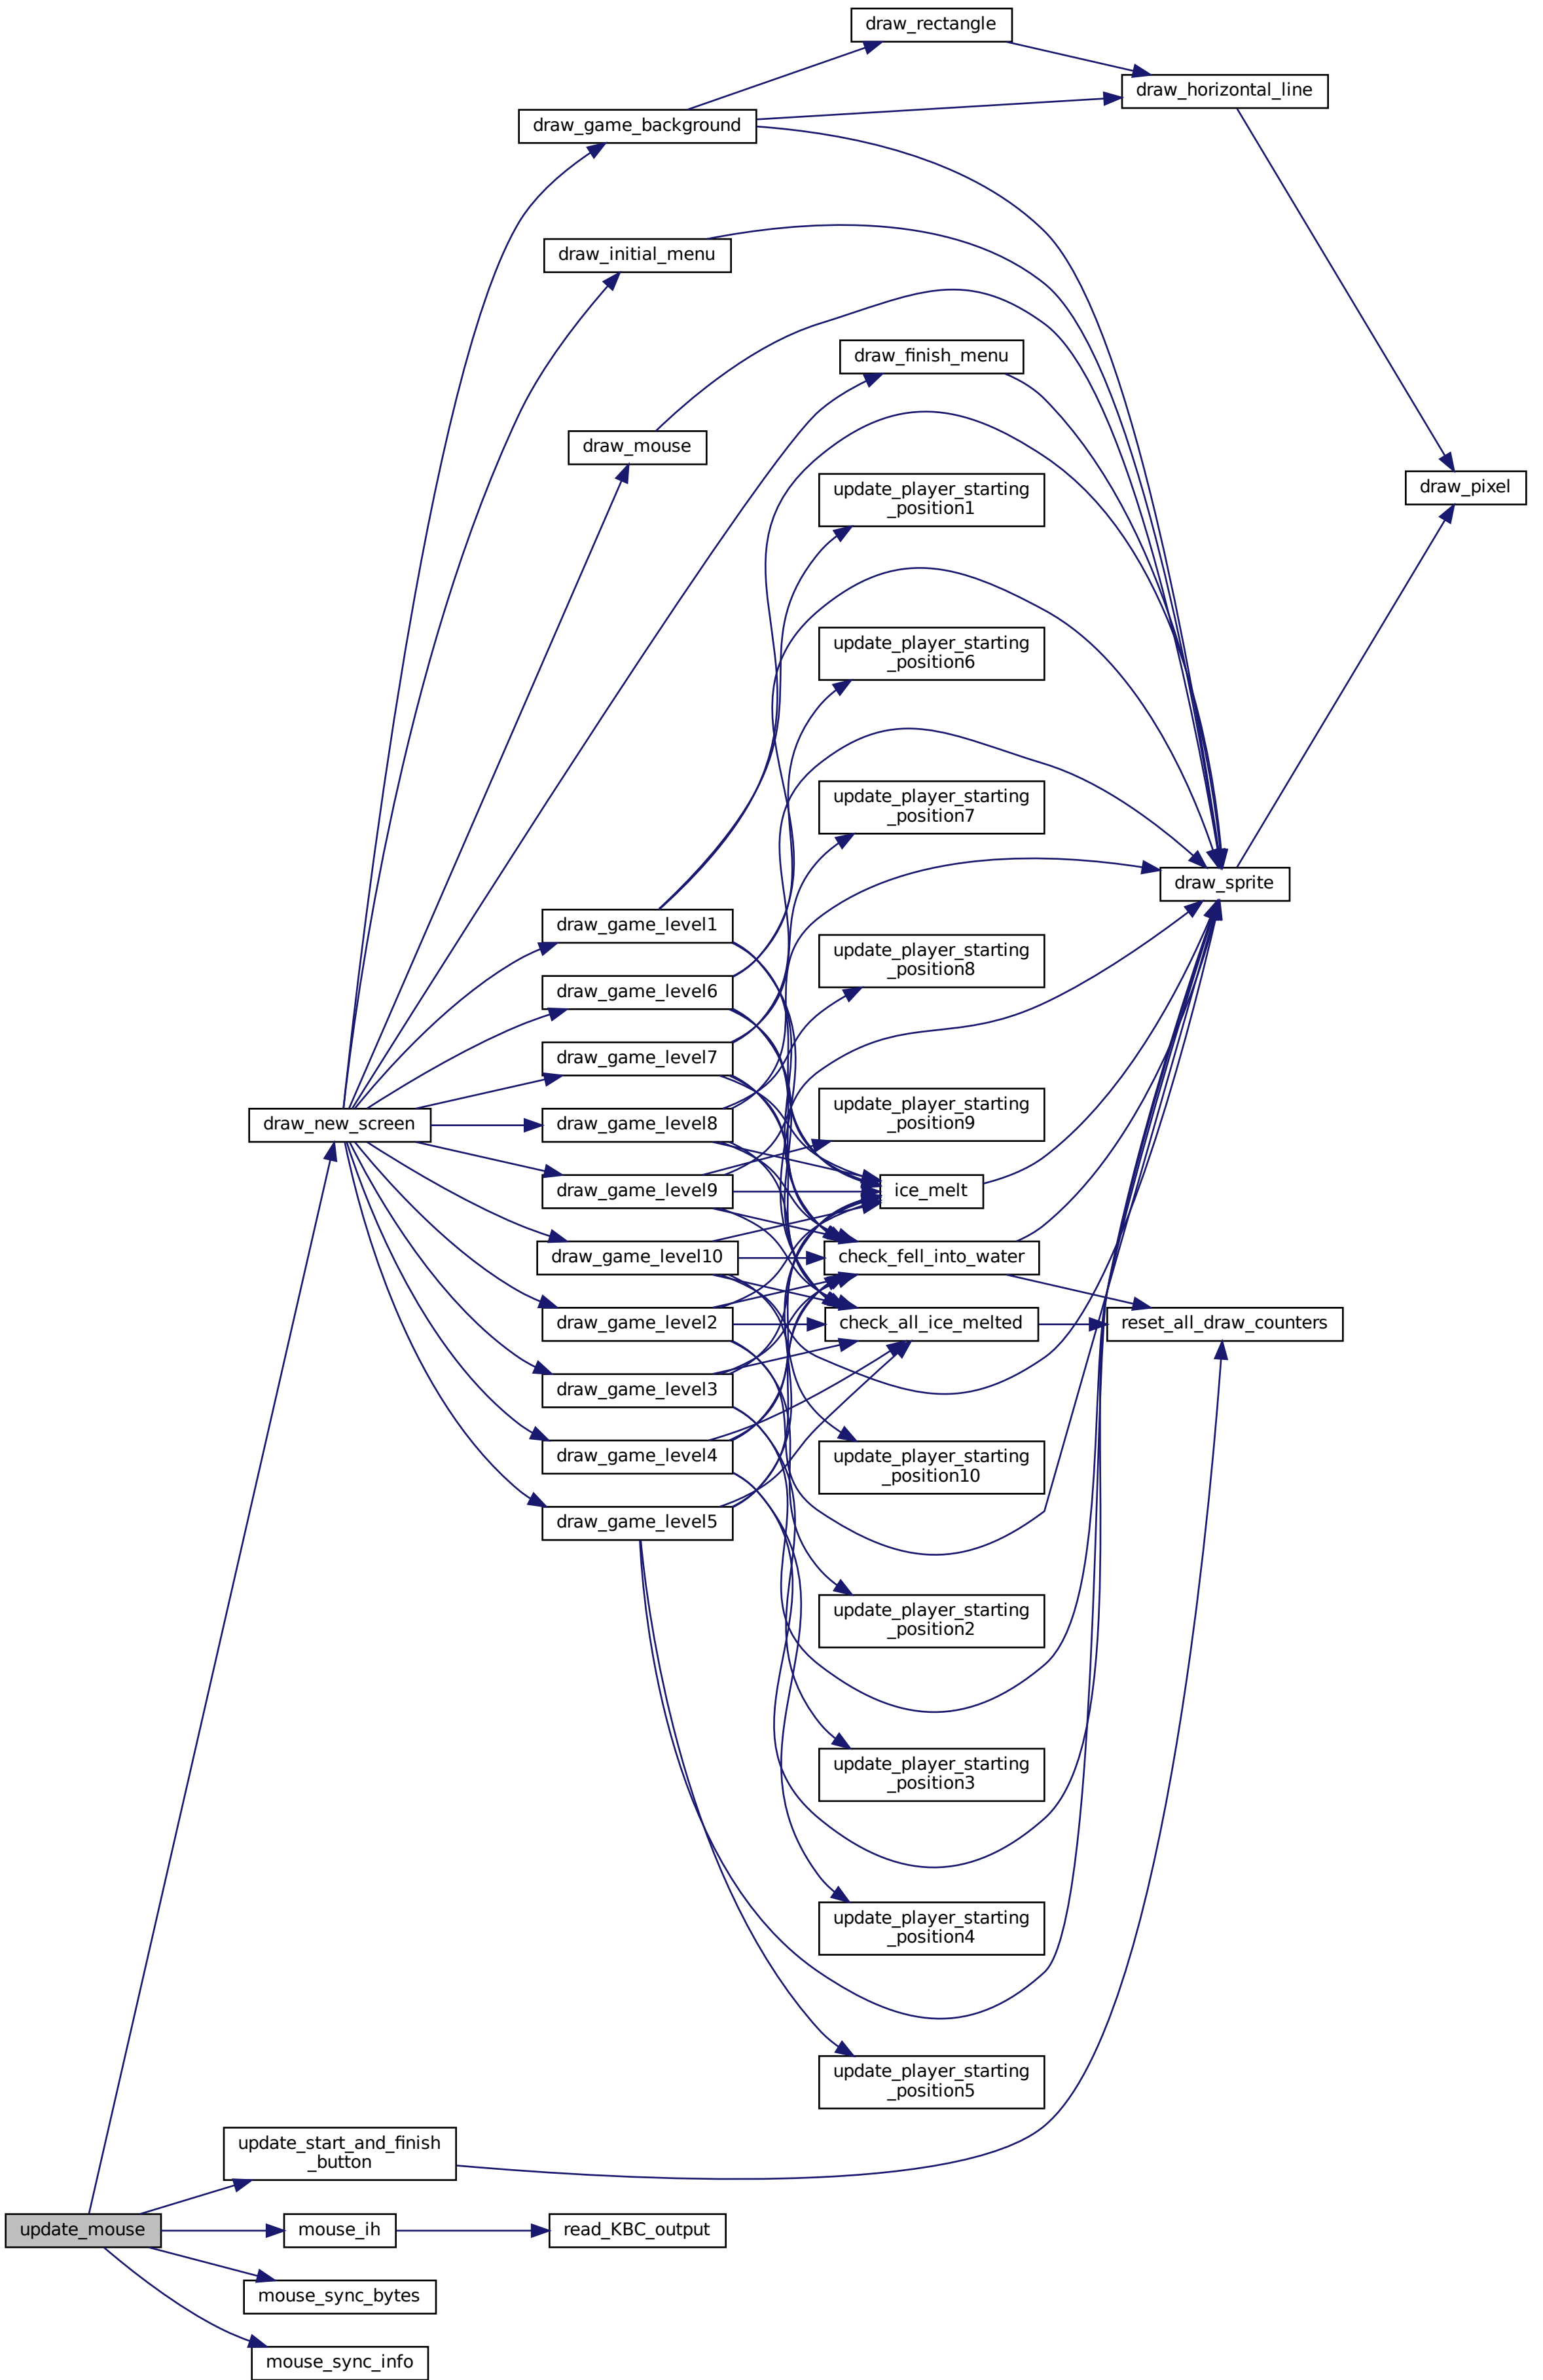 draw_rectangle
draw_horizontal_line
draw_game_background
draw_initial_menu
draw_finish_menu
draw_mouse
update_player_starting
_position1
draw_pixel
update_player_starting
_position6
update_player_starting
_position7
draw_sprite
draw_game_level1
update_player_starting
_position8
draw_game_level6
draw_game_level7
update_player_starting
_position9
draw_new_screen
draw_game_level8
draw_game_level9
ice_melt
draw_game_level10
check_fell_into_water
draw_game_level2
check_all_ice_melted
reset_all_draw_counters
draw_game_level3
draw_game_level4
update_player_starting
_position10
draw_game_level5
update_player_starting
_position2
update_player_starting
_position3
update_player_starting
_position4
update_player_starting
_position5
update_start_and_finish
_button
update_mouse
mouse_ih
read_KBC_output
mouse_sync_bytes
mouse_sync_info